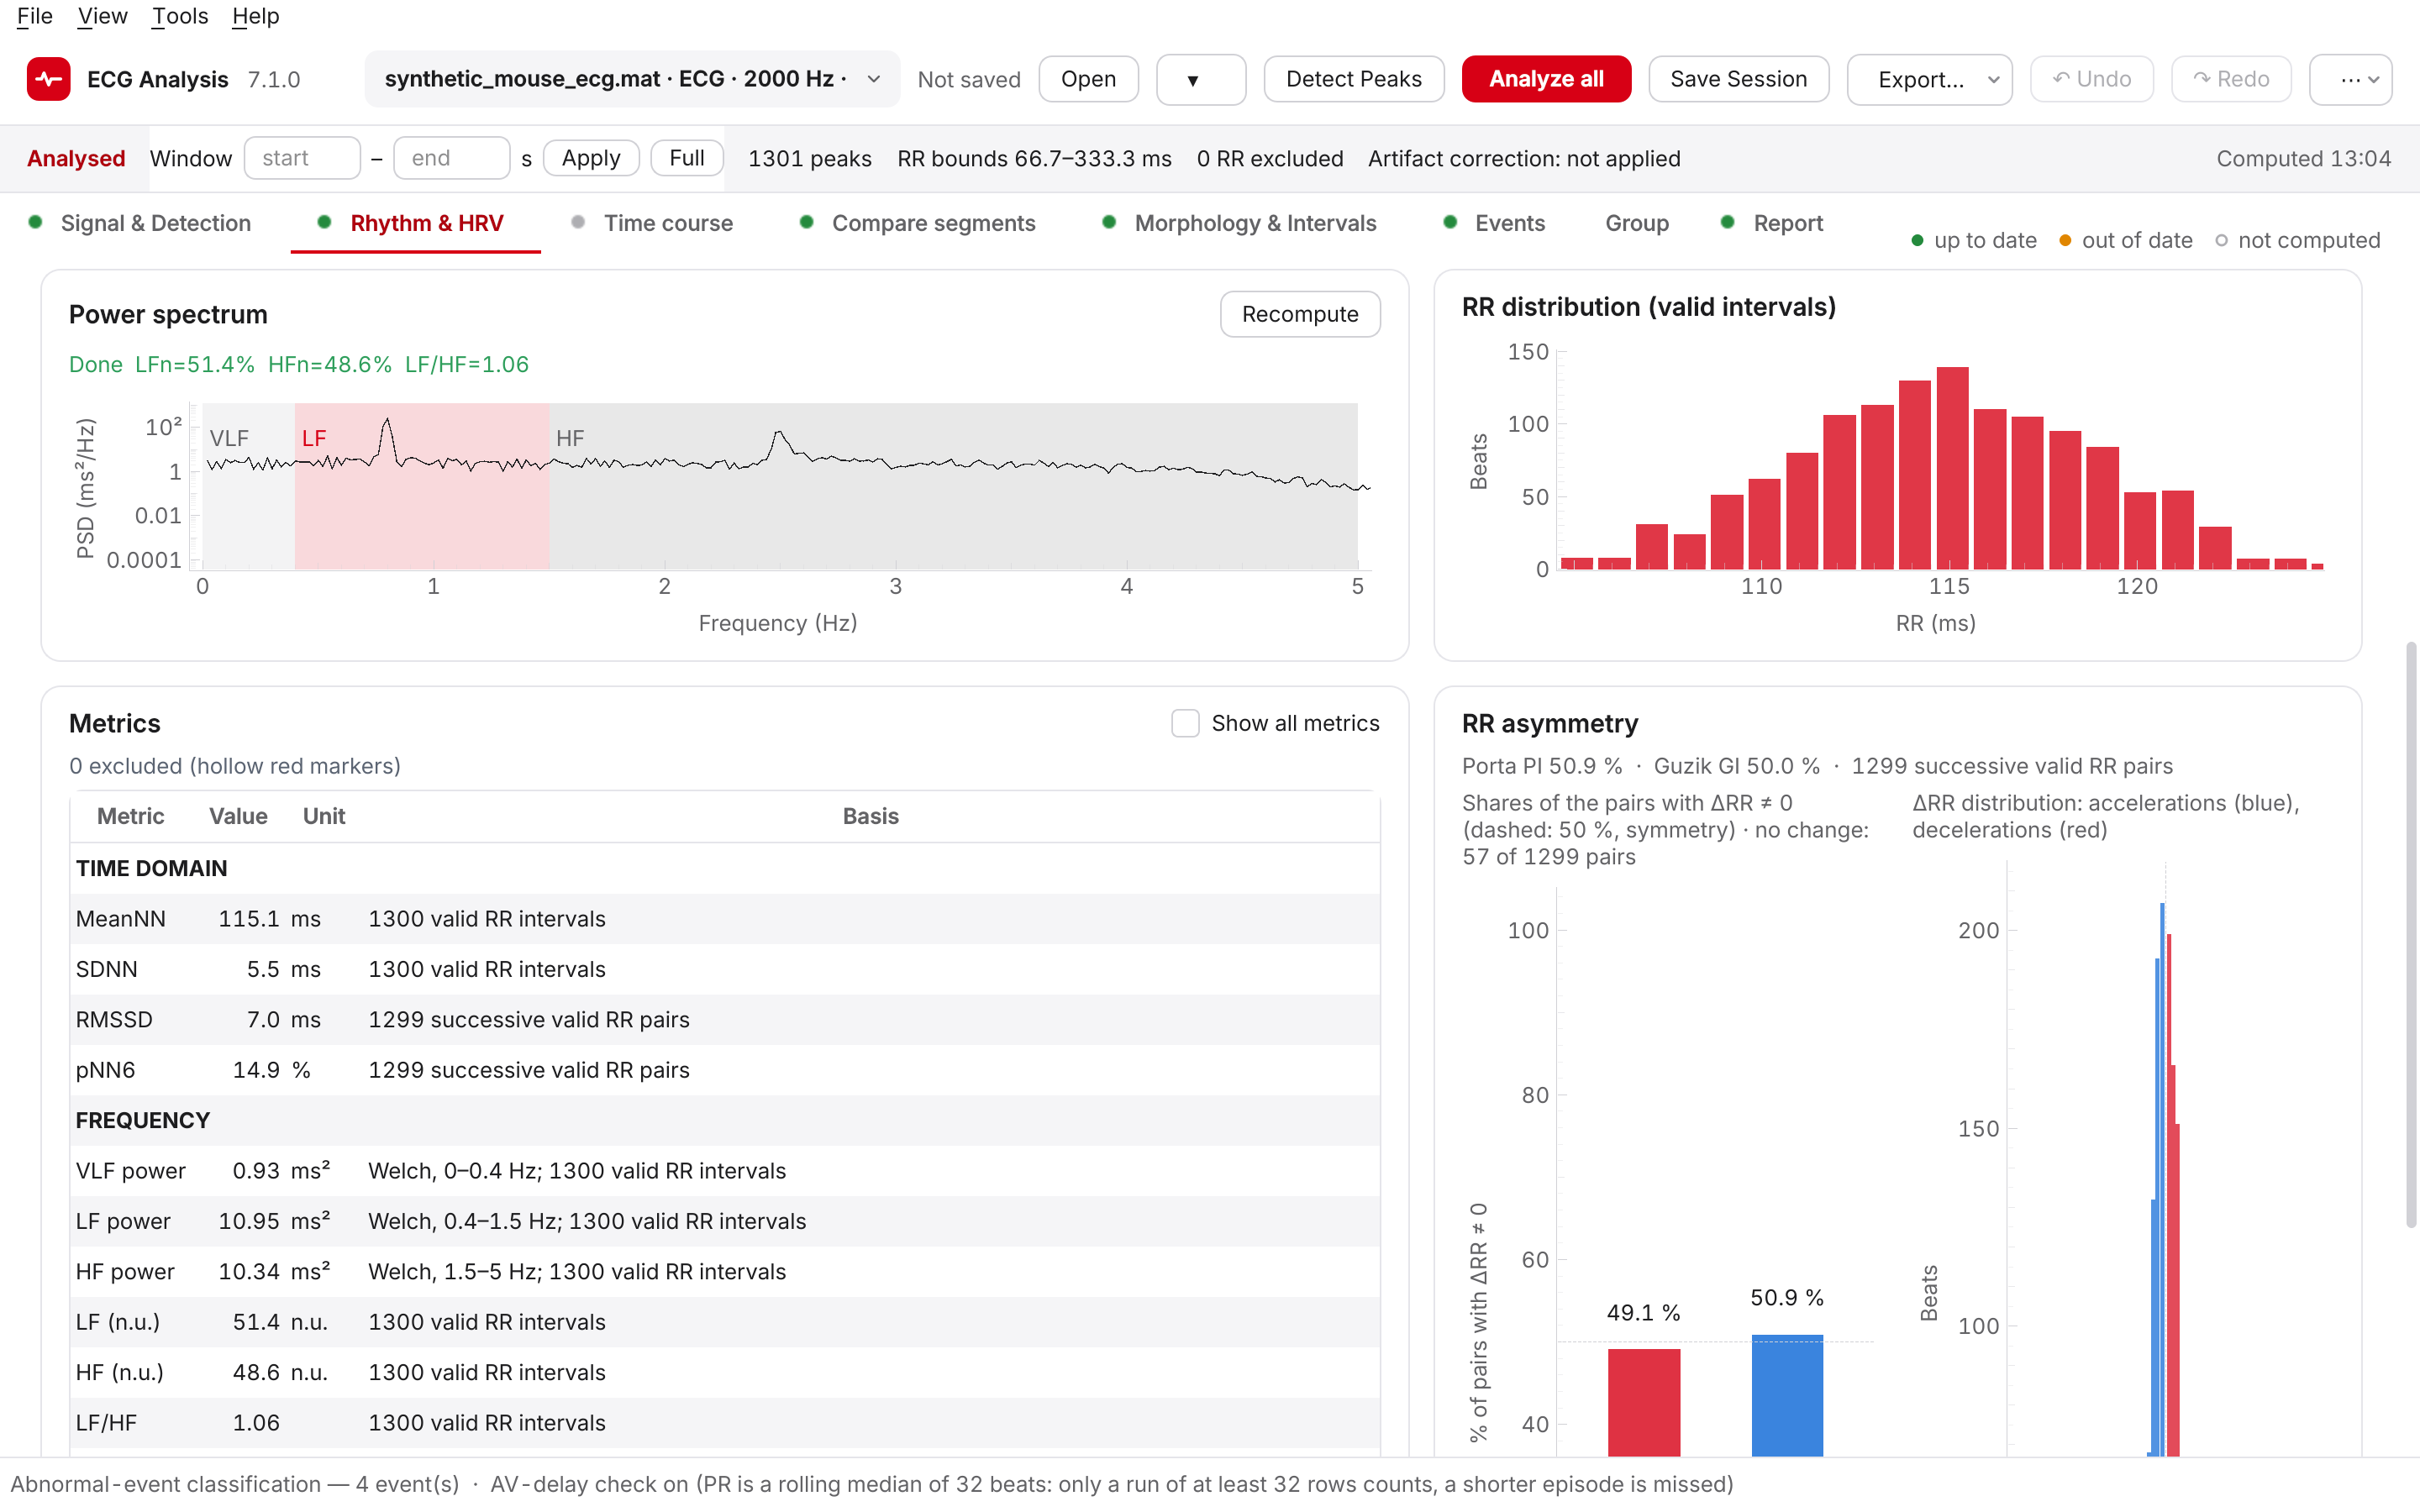 File View Tools Help
ECG Analysis 7.1.0 synthetic_mouse_ecg.mat · ECG · 2000 Hz · Not saved Open ▼ Detect Peaks Analyze all Save Session Export... ↶ Undo ↷ Redo ...
Analysed Window start – end s Apply Full 1301 peaks RR bounds 66.7–333.3 ms 0 RR excluded Artifact correction: not applied Computed 13:04
Signal & Detection Rhythm & HRV Time course Compare segments Morphology & Intervals Events Group Report
up to date out of date not computed
Power spectrum Recompute
Done LFn=51.4% HFn=48.6% LF/HF=1.06
PSD (ms²/Hz)
10²
1
0.01
0.0001
VLF LF HF
0 1 2 3 4 5
Frequency (Hz)
RR distribution (valid intervals)
Beats
150
100
50
0
110 115 120
RR (ms)
Metrics Show all metrics
0 excluded (hollow red markers)
Metric Value Unit Basis
TIME DOMAIN
MeanNN 115.1 ms 1300 valid RR intervals
SDNN 5.5 ms 1300 valid RR intervals
RMSSD 7.0 ms 1299 successive valid RR pairs
pNN6 14.9 % 1299 successive valid RR pairs
FREQUENCY
VLF power 0.93 ms² Welch, 0–0.4 Hz; 1300 valid RR intervals
LF power 10.95 ms² Welch, 0.4–1.5 Hz; 1300 valid RR intervals
HF power 10.34 ms² Welch, 1.5–5 Hz; 1300 valid RR intervals
LF (n.u.) 51.4 n.u. 1300 valid RR intervals
HF (n.u.) 48.6 n.u. 1300 valid RR intervals
LF/HF 1.06 1300 valid RR intervals
RR asymmetry
Porta PI 50.9 % · Guzik GI 50.0 % · 1299 successive valid RR pairs
Shares of the pairs with ΔRR ≠ 0
(dashed: 50 %, symmetry) · no change:
57 of 1299 pairs
% of pairs with ΔRR ≠ 0
100
80
60
40
49.1 % 50.9 %
ΔRR distribution: accelerations (blue),
decelerations (red)
Beats
200
150
100
Abnormal-event classification — 4 event(s) · AV-delay check on (PR is a rolling median of 32 beats: only a run of at least 32 rows counts, a shorter episode is missed)